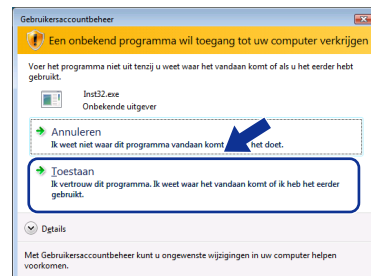 Gebruikersaccountbeheer
Een onbekend programma wil toegang tot uw computer verkrijgen
Voer het programma niet uit tenzij u weet waar het vandaan komt of als u het eerder hebt
gebruikt.
Inst32.exe
Onbekende uitgever
Annuleren
Ik weet niet waar dit programma vandaan komt het doet.
Toestaan
Ik vertrouw dit programma. Ik weet waar het vandaan komt of ik heb het eerder
gebruikt.
Details
Met Gebruikersaccountbeheer kunt u ongewenste wijzigingen in uw computer helpen
voorkomen.